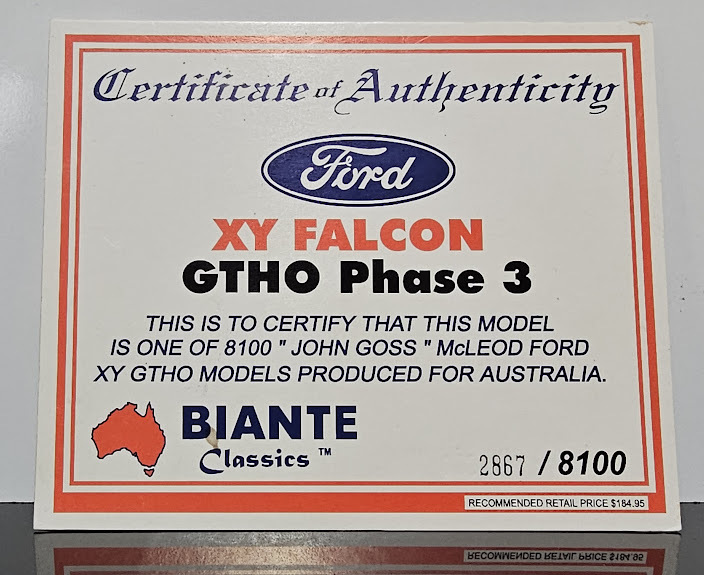 Certificate of Authenticity
Ford
XY FALCON
GTHO Phase 3
THIS IS TO CERTIFY THAT THIS MODEL
IS ONE OF 8100 " JOHN GOSS " McLEOD FORD
XY GTHO MODELS PRODUCED FOR AUSTRALIA.
BIANTE
Classics ™
2867 / 8100
RECOMMENDED RETAIL PRICE $184.95